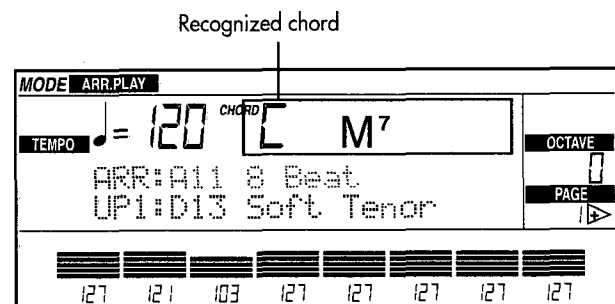 Recognized chord
MODE ARR.PLAY
TEMPO ♩= 120 CHORD C M7
OCTAVE
0
ARR:A11 8 Beat
PAGE
UP1:D13 Soft Tenor
1+
127 121 103 127 127 127 127 127